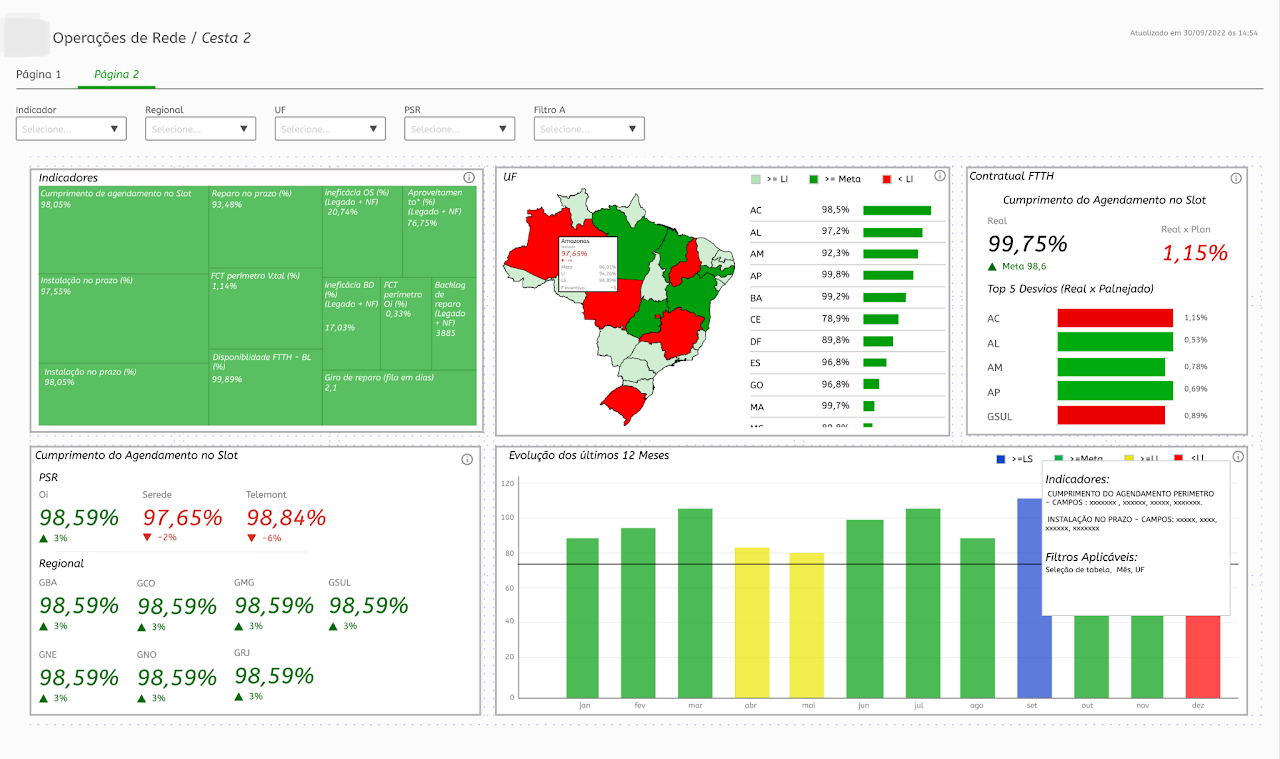 Operações de Rede / Cesta 2
Atualizado em 30/09/2022 às 14:54
Página 1
Página 2
Indicador
Regional
UF
PSR
Filtro A
Selecione...
Selecione...
Selecione...
Selecione...
Selecione...
Indicadores
Cumprimento de agendamento no Slot
98,05%
Instalação no prazo (%)
97,55%
Instalação no prazo (%)
98,05%
Reparo no prazo (%)
93,48%
FCT perímetro V.tal (%)
1,14%
Disponiblidade FTTH - BL
(%)
99,89%
ineficácia OS (%)
(Legado + NF)
20,74%
Aproveitamen
to* (%)
(Legado + NF)
76,75%
ineficácia BD
(%)
(Legado + NF)
17,03%
FCT
perímetro
Oi (%)
0,33%
Backlog
de
reparo
(Legado
+ NF)
3885
Giro de reparo (fila em dias)
2,1
UF
>= LI
>= Meta
< LI
Amazonas
97,65%
Meta
LI
LS
AC 98,5%
AL 97,2%
AM 92,3%
AP 99,8%
BA 99,2%
CE 78,9%
DF 89,8%
ES 96,8%
GO 96,8%
MA 99,7%
Contratual FTTH
Cumprimento do Agendamento no Slot
Real
99,75%
Meta 98,6
Real x Plan
1,15%
Top 5 Desvios (Real x Palnejado)
AC 1,15%
AL 0,53%
AM 0,78%
AP 0,69%
GSUL 0,89%
Cumprimento do Agendamento no Slot
PSR
Oi
98,59%
3%
Serede
97,65%
-2%
Telemont
98,84%
-6%
Regional
GBA
98,59%
3%
GCO
98,59%
3%
GMG
98,59%
3%
GSUL
98,59%
3%
GNE
98,59%
3%
GNO
98,59%
3%
GRJ
98,59%
3%
Evolução dos últimos 12 Meses
>=LS
>=Meta
>=LI
<LI
120
100
80
60
40
20
0
jan
fev
mar
abr
mai
jun
jul
ago
set
out
nov
dez
Indicadores:
CUMPRIMENTO DO AGENDAMENTO PERIMETRO
- CAMPOS : xxxxxxx , xxxxxx, xxxxx, xxxxxxx.
INSTALAÇÃO NO PRAZO - CAMPOS: xxxxx, xxxx,
xxxxxx, xxxxxxx
Filtros Aplicáveis:
Seleção de tabela, Mês, UF